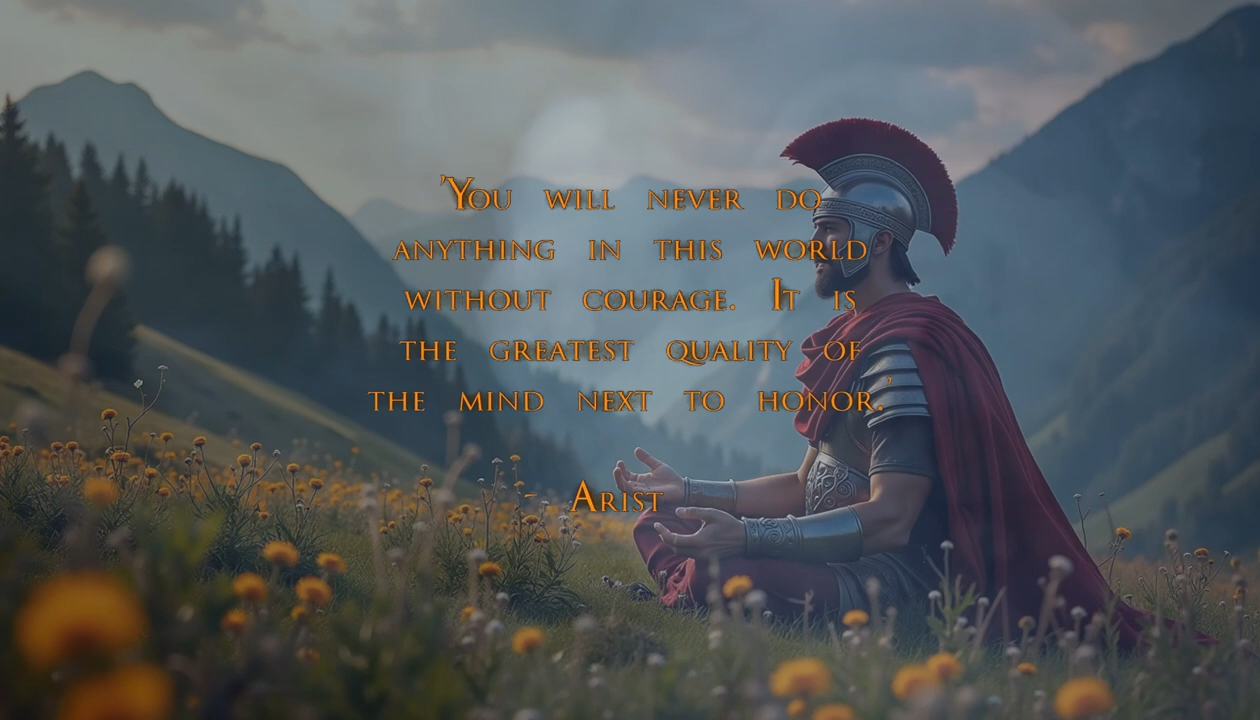 'You will never do
anything in this world
without courage. It is
the greatest quality of
the mind next to honor.'
- Arist